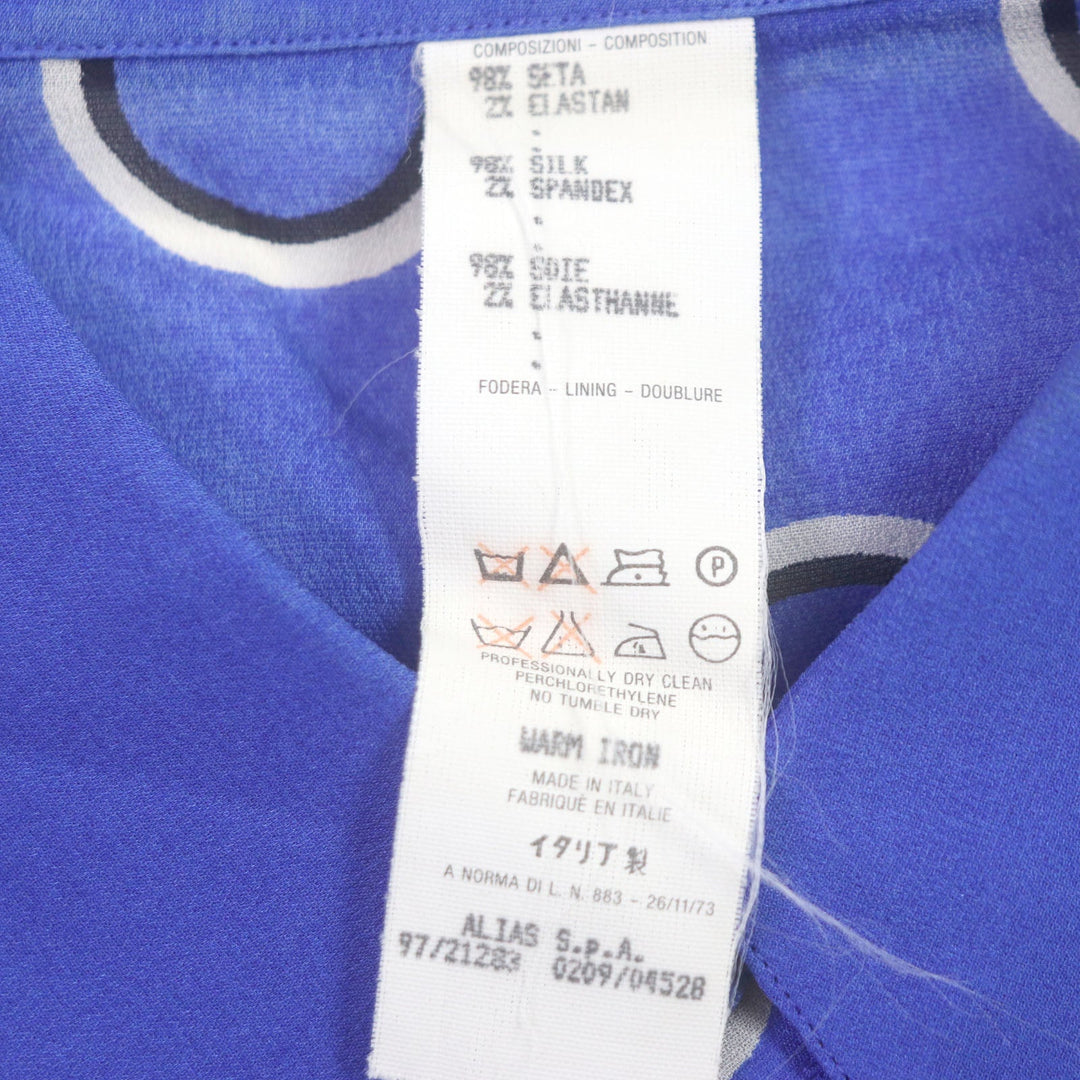 COMPOSIZIONI - COMPOSITION
98% SETA
2% ELASTAN
98% SILK
2% SPANDEX
98% SOIE
2% ELASTHANNE
FODERA - LINING - DOUBLURE
P
PROFESSIONALLY DRY CLEAN
PERCHLORETHYLENE
NO TUMBLE DRY
WARM IRON
MADE IN ITALY
FABRIQUÉ EN ITALIE
イタリア製
A NORMA DI L. N. 883 - 26/11/73
ALIAS S.p.A.
97/21283 0209/04528